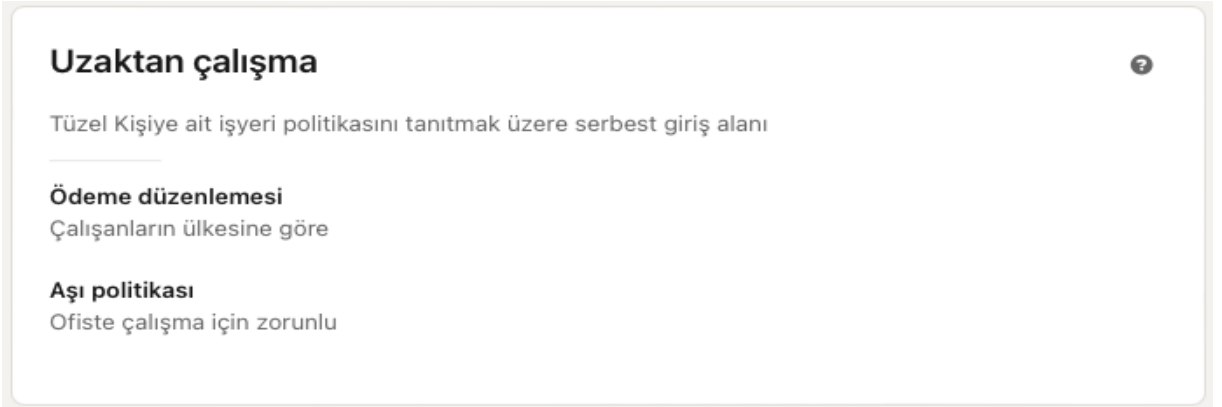 Uzaktan çalışma
Tüzel Kişiye ait işyeri politikasını tanıtmak üzere serbest giriş alanı
Ödeme düzenlemesi
Çalışanların ülkesine göre
Aşı politikası
Ofiste çalışma için zorunlu